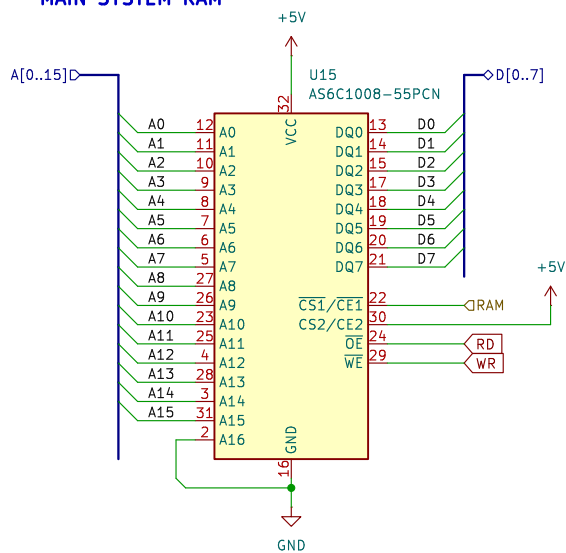 MAIN SYSTEM RAM
+5V
A[0..15]
U15
AS6C1008-55PCN
D[0..7]
32
VCC
A0 12 A0 DQ0 13 D0
A1 11 A1 DQ1 14 D1
A2 10 A2 DQ2 15 D2
A3 9 A3 DQ3 17 D3
A4 8 A4 DQ4 18 D4
A5 7 A5 DQ5 19 D5
A6 6 A6 DQ6 20 D6
A7 5 A7 DQ7 21 D7
A8 27 A8
+5V
A9 26 A9 CS1/CE1 22 RAM
A10 23 A10 CS2/CE2 30
A11 25 A11 OE 24 RD
A12 4 A12 WE 29 WR
A13 28 A13
A14 3 A14
A15 31 A15
2 A16
GND
16
GND